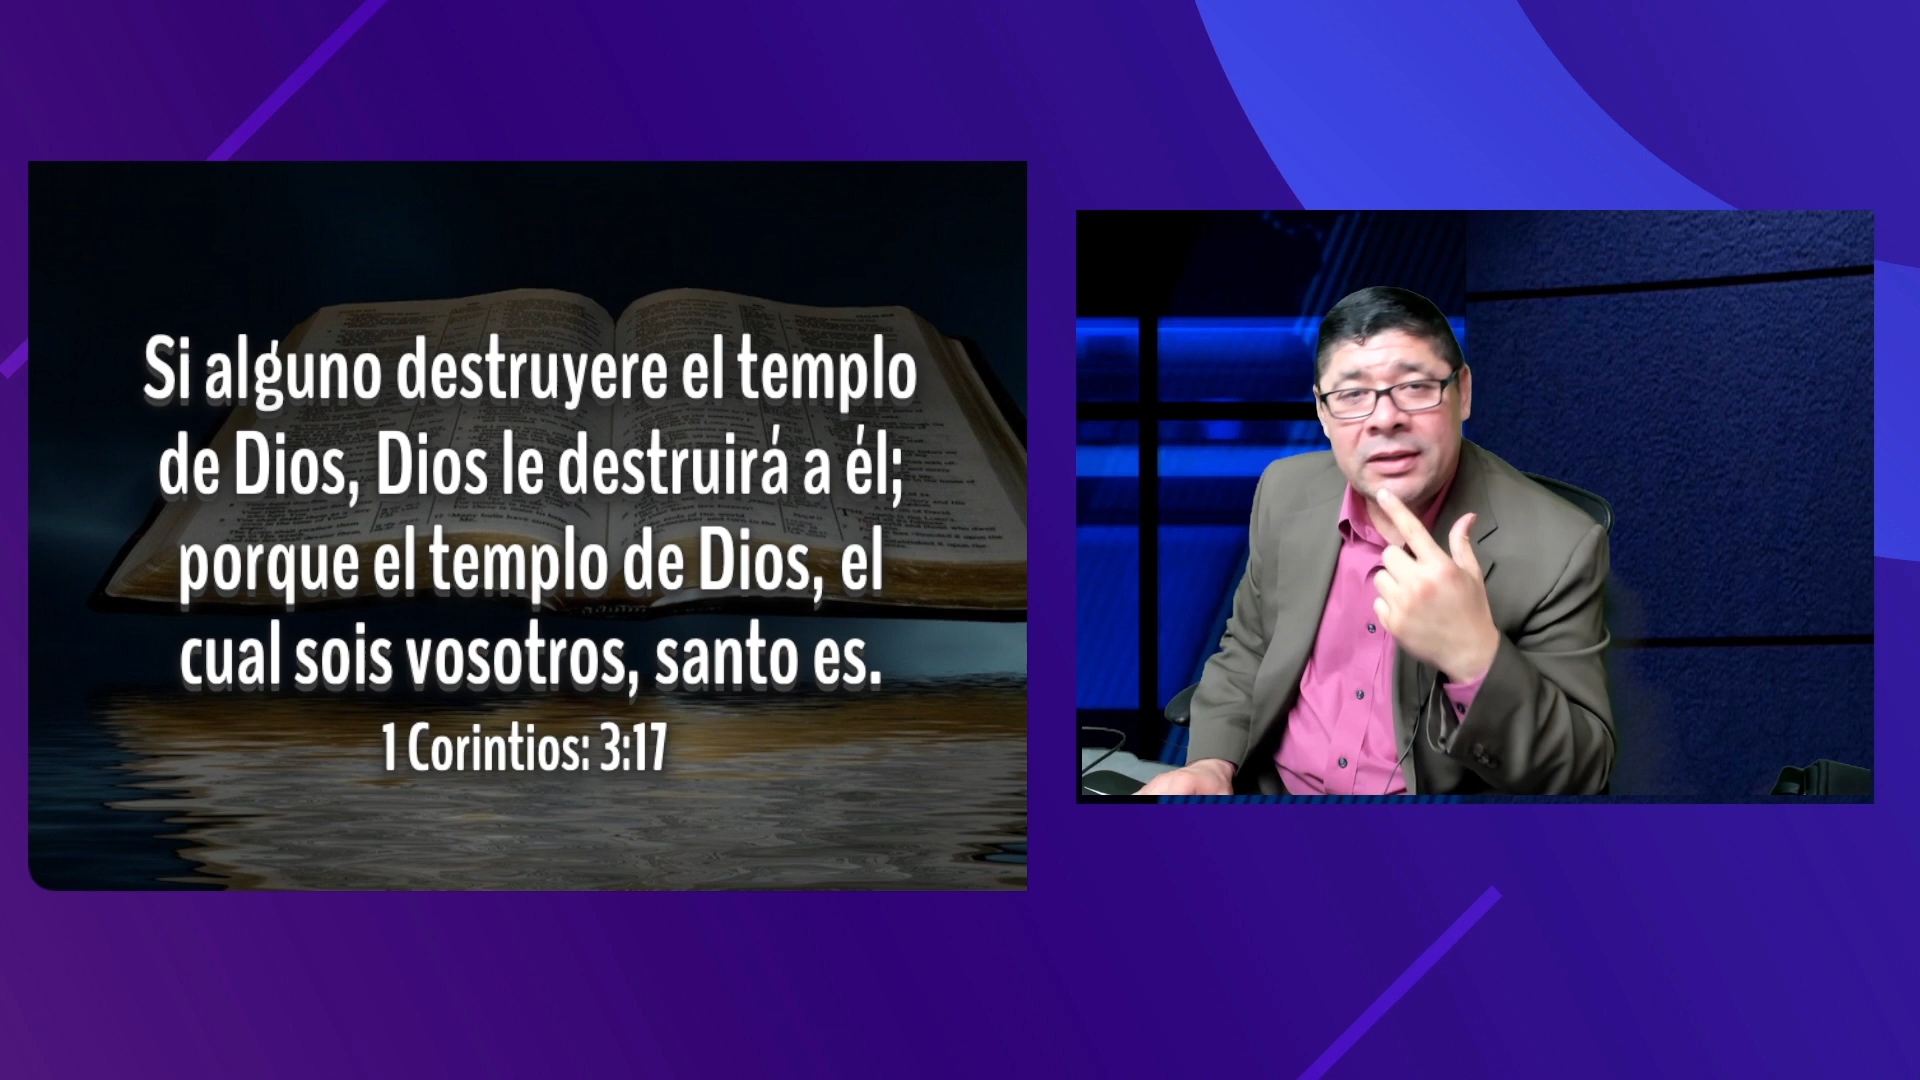 Si alguno destruyere el templo
de Dios, Dios le destruirá a él;
porque el templo de Dios, el
cual sois vosotros, santo es.
1 Corintios: 3:17